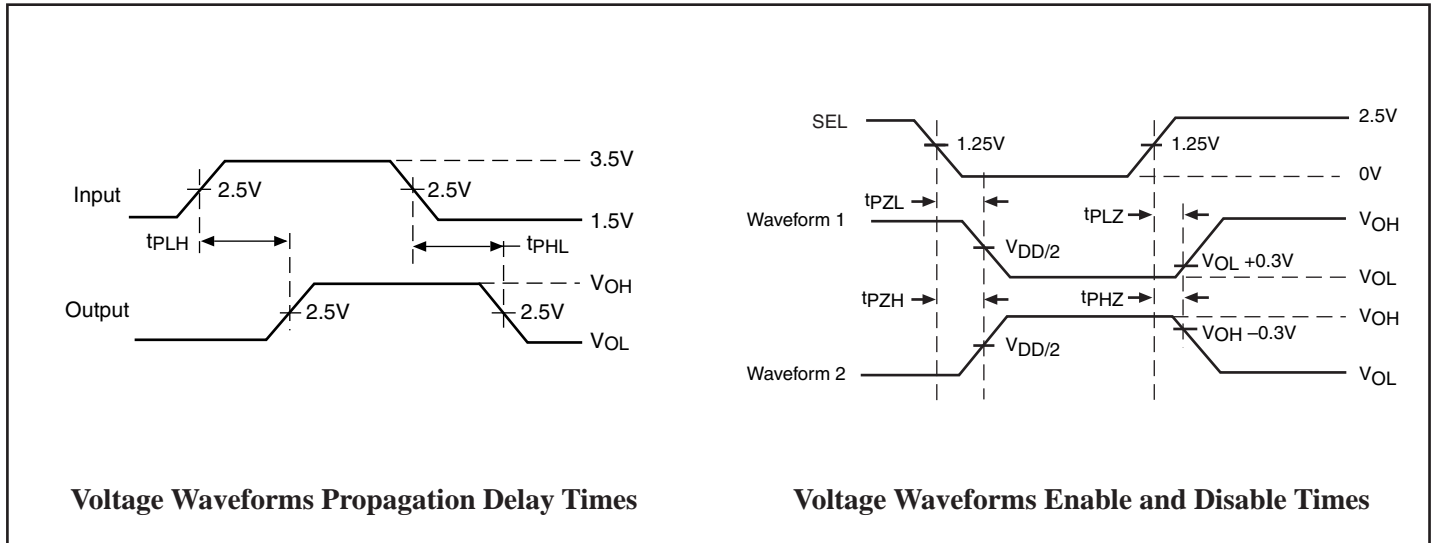 Input
2.5V
2.5V
3.5V
1.5V
tPLH
tPHL
Output
2.5V
2.5V
VOH
VOL
Voltage Waveforms Propagation Delay Times
SEL
1.25V
1.25V
2.5V
0V
tPZL
tPLZ
Waveform 1
VDD/2
VOL +0.3V
VOH
VOL
tPZH
tPHZ
Waveform 2
VDD/2
VOH –0.3V
VOH
VOL
Voltage Waveforms Enable and Disable Times